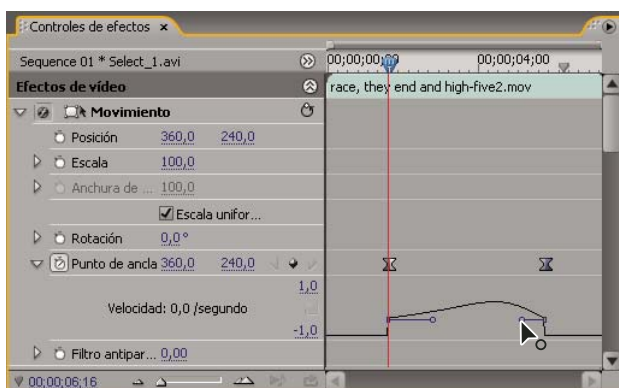 Controles de efectos ×
Sequence 01 * Select_1.avi
00;00;00;00 00;00;04;00
Efectos de vídeo
race, they end and high-five2.mov
Movimiento
Posición 360,0 240,0
Escala 100,0
Anchura de ... 100,0
Escala unifor...
Rotación 0,0°
Punto de ancla 360,0 240,0
1,0
Velocidad: 0,0 /segundo
-1,0
Filtro antipar... 0,00
00;00;06;16